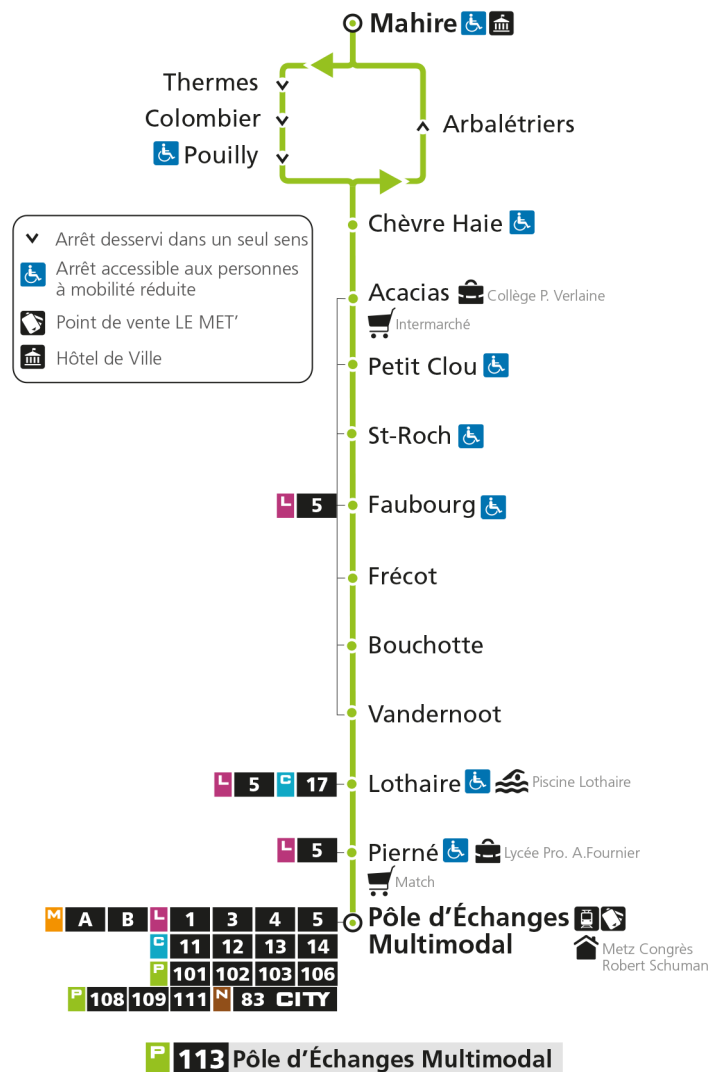 Mahire
Thermes
Colombier
Arbalétriers
Pouilly
Chèvre Haie
Arrêt desservi dans un seul sens
Arrêt accessible aux personnes
à mobilité réduite
Point de vente LE MET’
Hôtel de Ville
Acacias Collège P. Verlaine
Intermarché
Petit Clou
St-Roch
L 5 Faubourg
Frécot
Bouchotte
Vandernoot
L 5 C 17 Lothaire Piscine Lothaire
L 5 Pierné Lycée Pro. A.Fournier
Match
M A B L 1 3 4 5 Pôle d’Échanges
C 11 12 13 14 Multimodal
Metz Congrès
Robert Schuman
P 101 102 103 106
P 108 109 111 N 83 CITY
P 113 Pôle d’Échanges Multimodal